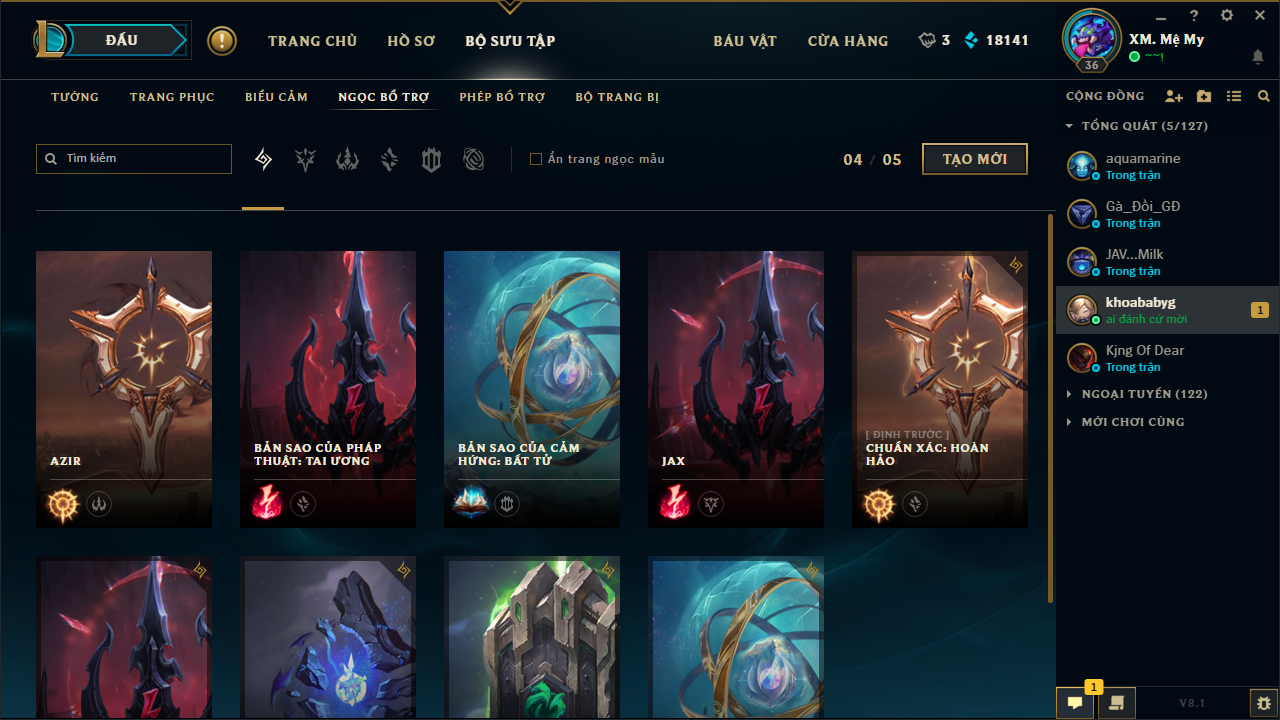 ĐẤU
TRANG CHỦ
HỒ SƠ
BỘ SƯU TẬP
BÁU VẬT
CỬA HÀNG
3
18141
36
XM. Mệ My
~~!
TƯỚNG
TRANG PHỤC
BIỂU CẢM
NGỌC BỔ TRỢ
PHÉP BỔ TRỢ
BỘ TRANG BỊ
Tìm kiếm
Ẩn trang ngọc mẫu
04 / 05
TẠO MỚI
AZIR
BẢN SAO CỦA PHÁP
THUẬT: TAI ƯƠNG
BẢN SAO CỦA CẢM
HỨNG: BẤT TỬ
JAX
[ ĐỊNH TRƯỚC ]
CHUẨN XÁC: HOÀN
HẢO
CỘNG ĐỒNG
TỔNG QUÁT (5/127)
aquamarine
Trong trận
Gà_Đồi_GĐ
Trong trận
JAV...Milk
Trong trận
khoababyg
ai đánh cứ mời
1
Kjng Of Dear
Trong trận
NGOẠI TUYẾN (122)
MỚI CHƠI CÙNG
1
V8.1